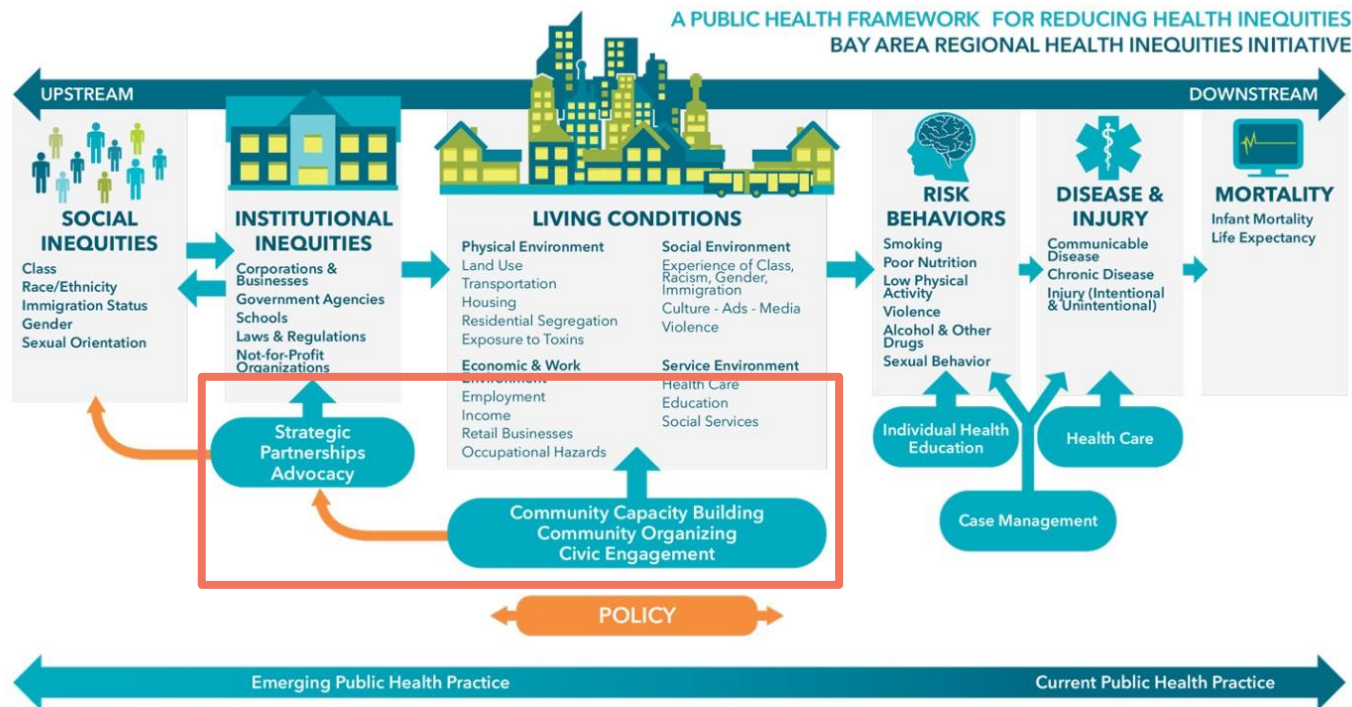 A PUBLIC HEALTH FRAMEWORK FOR REDUCING HEALTH INEQUITIES
BAY AREA REGIONAL HEALTH INEQUITIES INITIATIVE
UPSTREAM
DOWNSTREAM
SOCIAL
INEQUITIES
Class
Race/Ethnicity
Immigration Status
Gender
Sexual Orientation
INSTITUTIONAL
INEQUITIES
Corporations &
Businesses
Government Agencies
Schools
Laws & Regulations
Not-for-Profit
Organizations
LIVING CONDITIONS
Physical Environment
Land Use
Transportation
Housing
Residential Segregation
Exposure to Toxins
Economic & Work
Environment
Employment
Income
Retail Businesses
Occupational Hazards
Social Environment
Experience of Class,
Racism, Gender,
Immigration
Culture - Ads - Media
Violence
Service Environment
Health Care
Education
Social Services
RISK
BEHAVIORS
Smoking
Poor Nutrition
Low Physical
Activity
Violence
Alcohol & Other
Drugs
Sexual Behavior
DISEASE &
INJURY
Communicable
Disease
Chronic Disease
Injury (Intentional
& Unintentional)
MORTALITY
Infant Mortality
Life Expectancy
Strategic
Partnerships
Advocacy
Community Capacity Building
Community Organizing
Civic Engagement
Individual Health
Education
Health Care
Case Management
POLICY
Emerging Public Health Practice
Current Public Health Practice